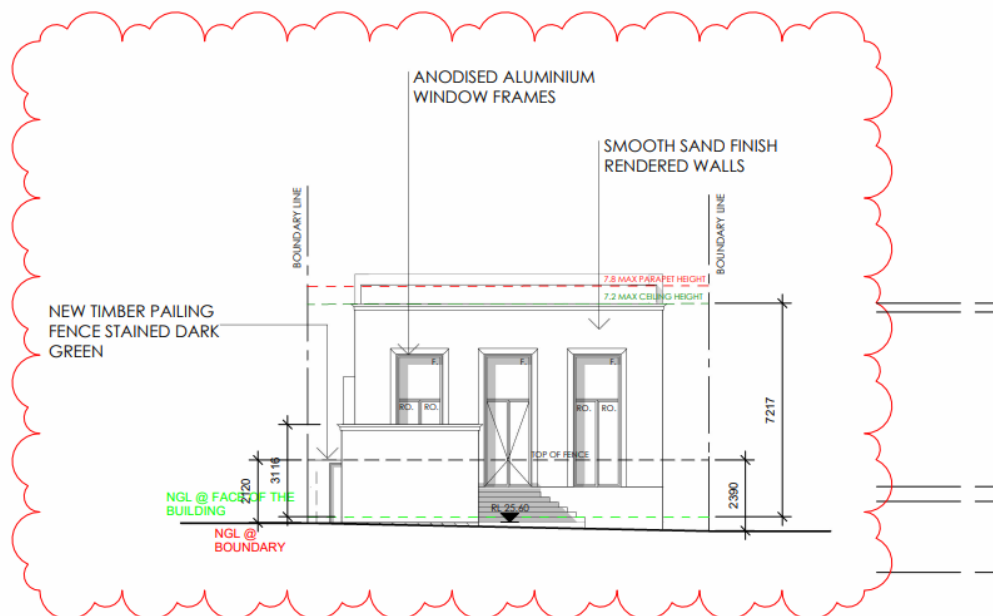 ANODISED ALUMINIUM
WINDOW FRAMES
SMOOTH SAND FINISH
RENDERED WALLS
BOUNDARY LINE
BOUNDARY LINE
7.8 MAX PARAPET HEIGHT
7.2 MAX CEILING HEIGHT
NEW TIMBER PAILING
FENCE STAINED DARK
GREEN
F.
F.
F.
RO. RO.
RO. RO.
7217
TOP OF FENCE
3116
2120
2390
NGL @ FACE OF THE
BUILDING
RL 25.60
NGL @
BOUNDARY